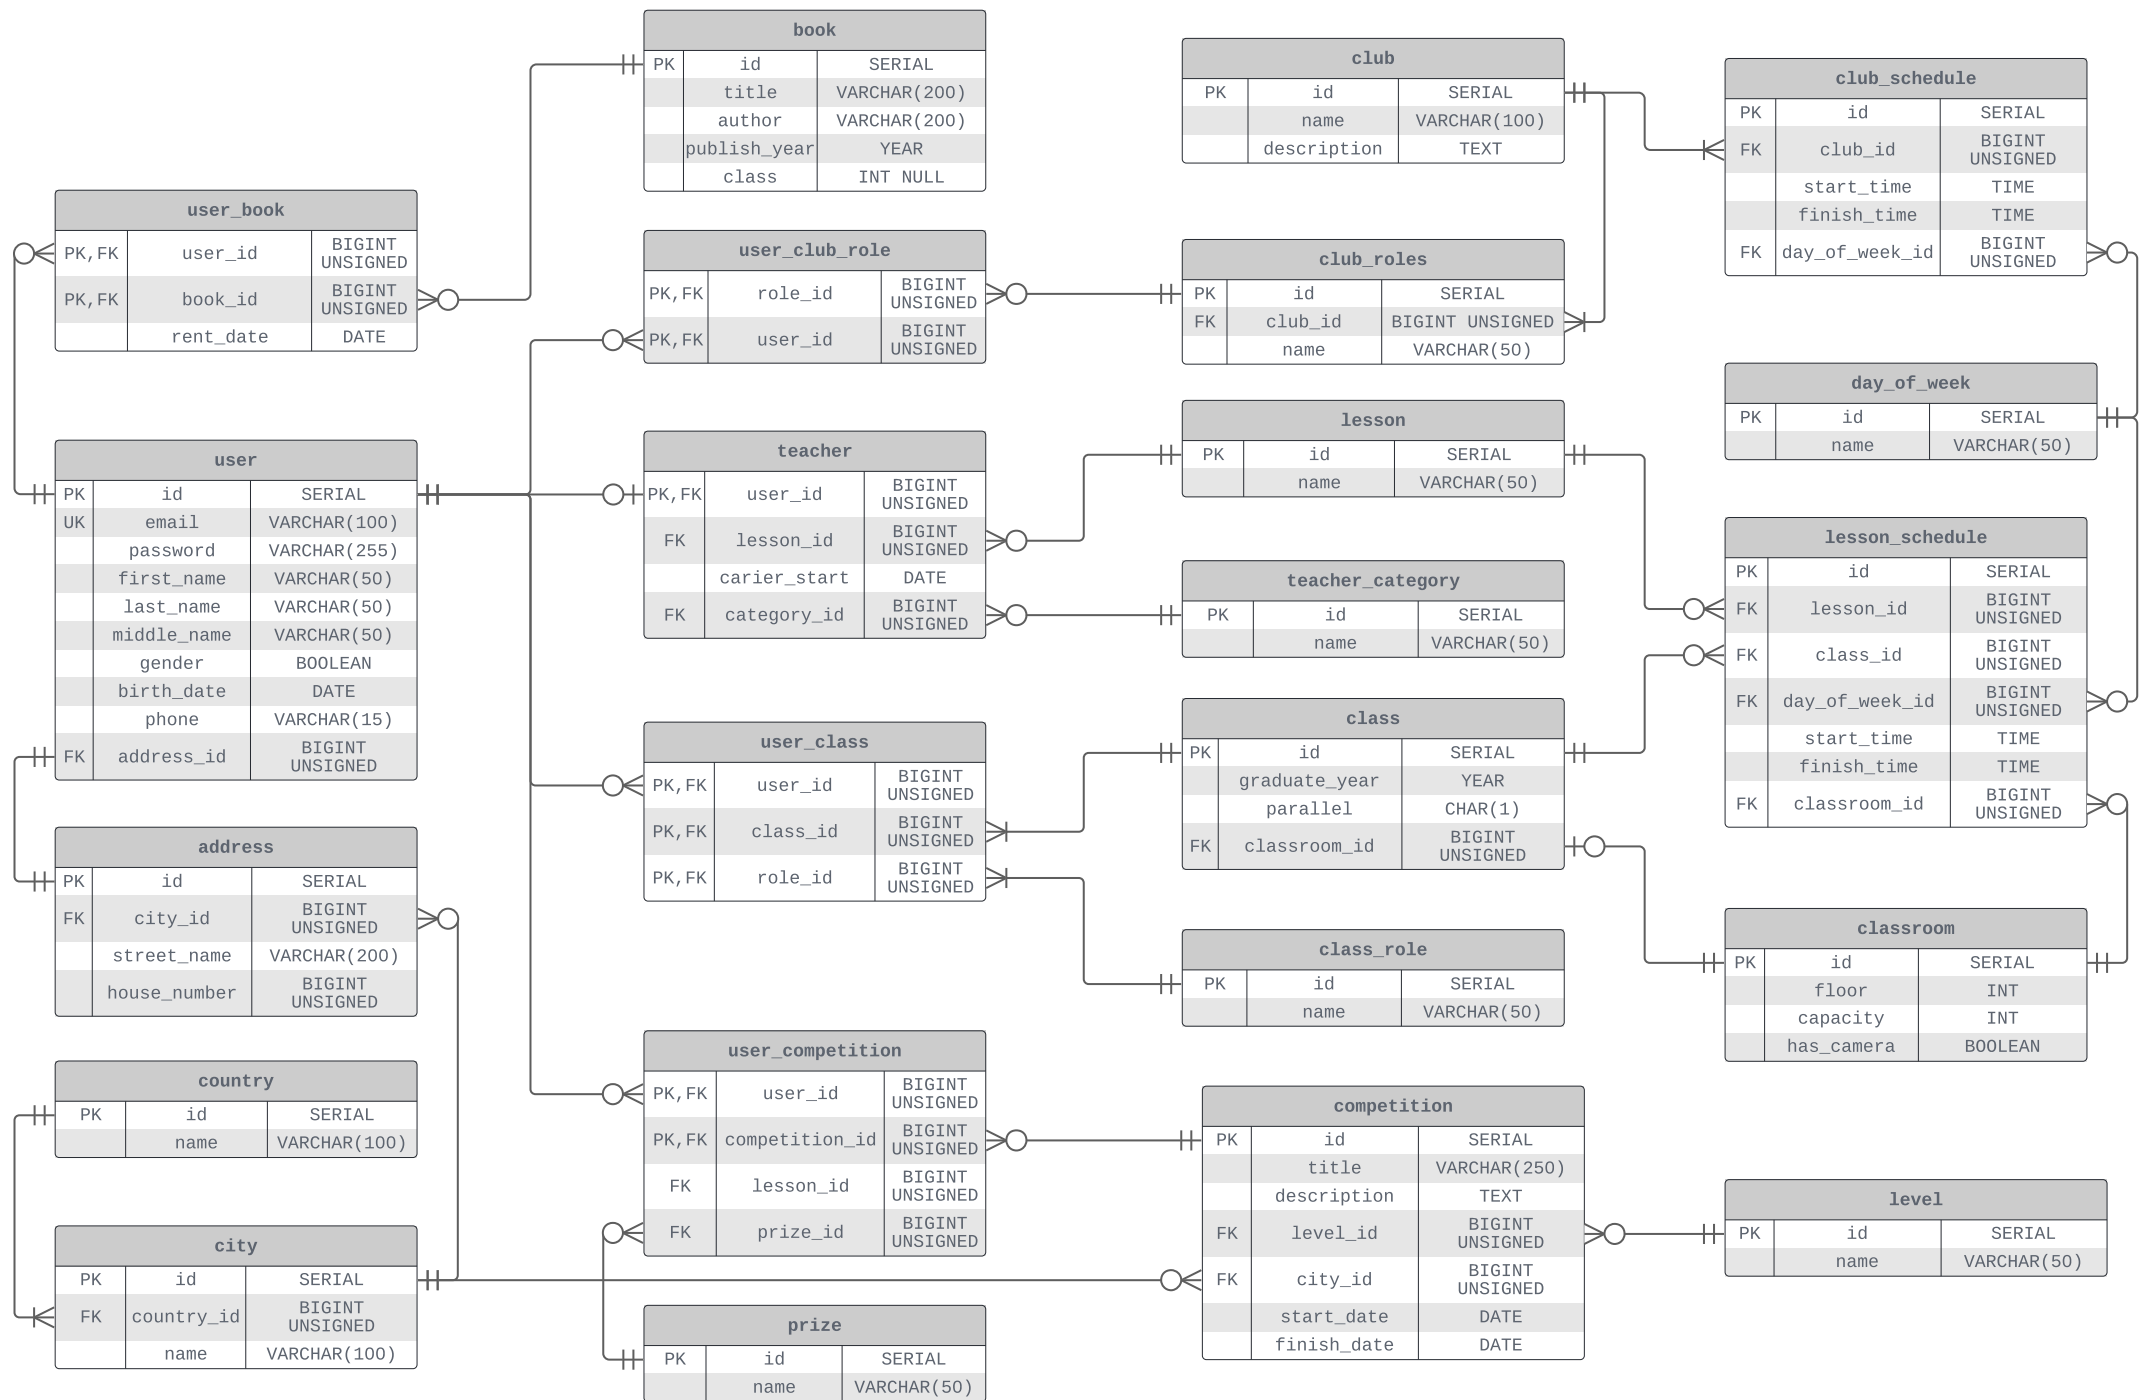 book
PK id SERIAL
title VARCHAR(200)
author VARCHAR(200)
publish_year YEAR
class INT NULL
club
PK id SERIAL
name VARCHAR(100)
description TEXT
club_schedule
PK id SERIAL
FK club_id BIGINT UNSIGNED
start_time TIME
finish_time TIME
FK day_of_week_id BIGINT UNSIGNED
user_book
PK,FK user_id BIGINT UNSIGNED
PK,FK book_id BIGINT UNSIGNED
rent_date DATE
user_club_role
PK,FK role_id BIGINT UNSIGNED
PK,FK user_id BIGINT UNSIGNED
club_roles
PK id SERIAL
FK club_id BIGINT UNSIGNED
name VARCHAR(50)
day_of_week
PK id SERIAL
name VARCHAR(50)
user
PK id SERIAL
UK email VARCHAR(100)
password VARCHAR(255)
first_name VARCHAR(50)
last_name VARCHAR(50)
middle_name VARCHAR(50)
gender BOOLEAN
birth_date DATE
phone VARCHAR(15)
FK address_id BIGINT UNSIGNED
teacher
PK,FK user_id BIGINT UNSIGNED
FK lesson_id BIGINT UNSIGNED
carier_start DATE
FK category_id BIGINT UNSIGNED
lesson
PK id SERIAL
name VARCHAR(50)
teacher_category
PK id SERIAL
name VARCHAR(50)
lesson_schedule
PK id SERIAL
FK lesson_id BIGINT UNSIGNED
FK class_id BIGINT UNSIGNED
FK day_of_week_id BIGINT UNSIGNED
start_time TIME
finish_time TIME
FK classroom_id BIGINT UNSIGNED
user_class
PK,FK user_id BIGINT UNSIGNED
PK,FK class_id BIGINT UNSIGNED
PK,FK role_id BIGINT UNSIGNED
class
PK id SERIAL
graduate_year YEAR
parallel CHAR(1)
FK classroom_id BIGINT UNSIGNED
address
PK id SERIAL
FK city_id BIGINT UNSIGNED
street_name VARCHAR(200)
house_number BIGINT UNSIGNED
class_role
PK id SERIAL
name VARCHAR(50)
classroom
PK id SERIAL
floor INT
capacity INT
has_camera BOOLEAN
country
PK id SERIAL
name VARCHAR(100)
user_competition
PK,FK user_id BIGINT UNSIGNED
PK,FK competition_id BIGINT UNSIGNED
FK lesson_id BIGINT UNSIGNED
FK prize_id BIGINT UNSIGNED
competition
PK id SERIAL
title VARCHAR(250)
description TEXT
FK level_id BIGINT UNSIGNED
FK city_id BIGINT UNSIGNED
start_date DATE
finish_date DATE
level
PK id SERIAL
name VARCHAR(50)
city
PK id SERIAL
FK country_id BIGINT UNSIGNED
name VARCHAR(100)
prize
PK id SERIAL
name VARCHAR(50)